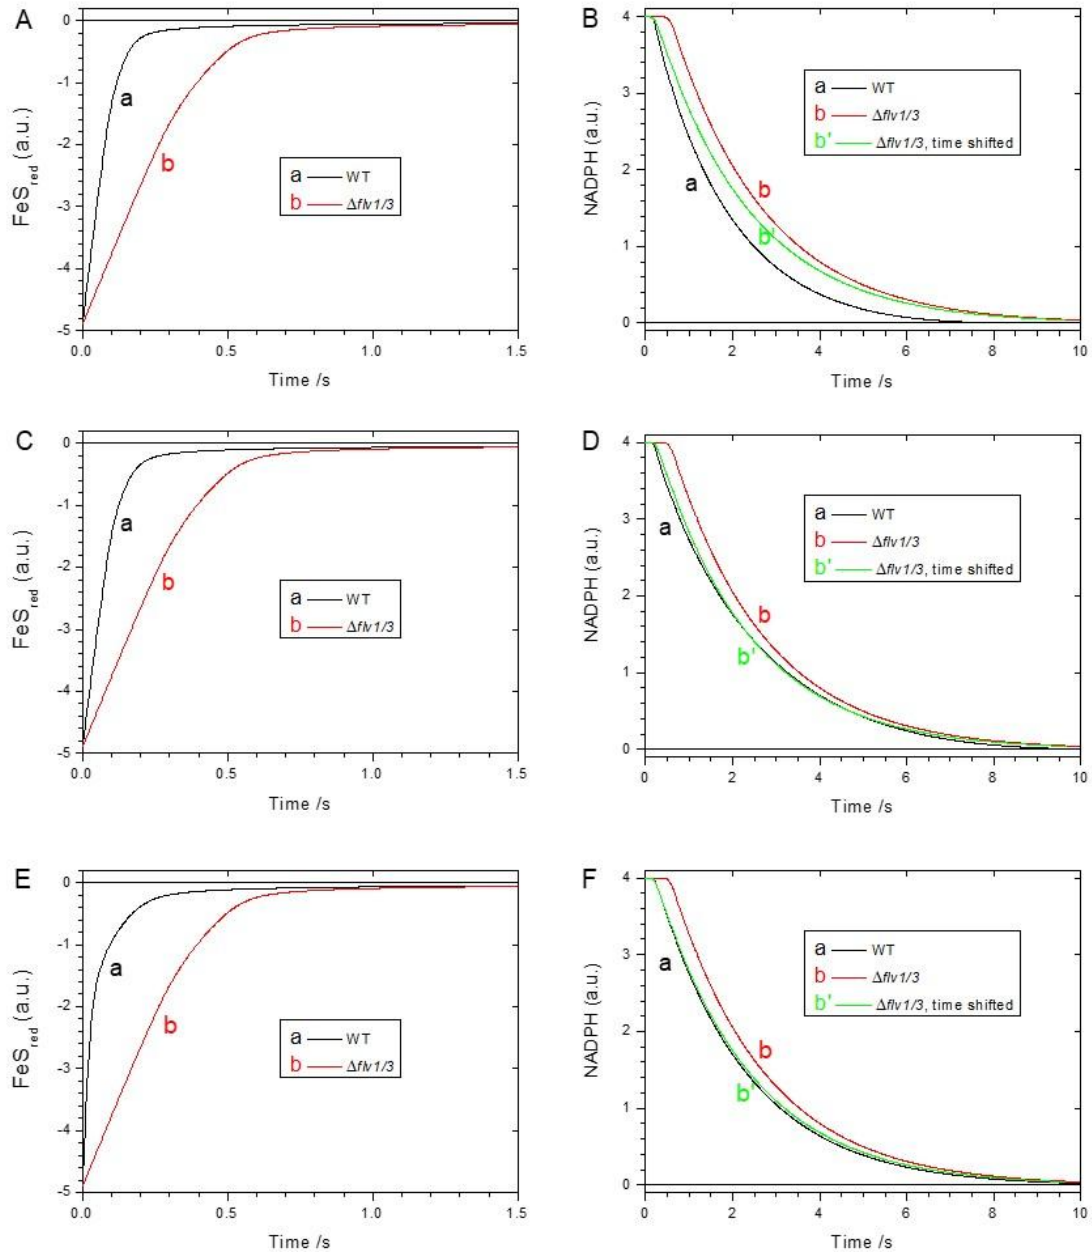 A
0
-1
-2
-3
-4
-5
FeS_red (a.u.)
a
b
a WT
b Δflv1/3
0.0 0.5 1.0 1.5
Time /s
B
4
3
2
1
0
NADPH (a.u.)
a
b
b'
a WT
b Δflv1/3
b' Δflv1/3, time shifted
0 2 4 6 8 10
Time /s
C
0
-1
-2
-3
-4
-5
FeS_red (a.u.)
a
b
a WT
b Δflv1/3
0.0 0.5 1.0 1.5
Time /s
D
4
3
2
1
0
NADPH (a.u.)
a
b
b'
a WT
b Δflv1/3
b' Δflv1/3, time shifted
0 2 4 6 8 10
Time /s
E
0
-1
-2
-3
-4
-5
FeS_red (a.u.)
a
b
a WT
b Δflv1/3
0.0 0.5 1.0 1.5
Time /s
F
4
3
2
1
0
NADPH (a.u.)
a
b
b'
a WT
b Δflv1/3
b' Δflv1/3, time shifted
0 2 4 6 8 10
Time /s